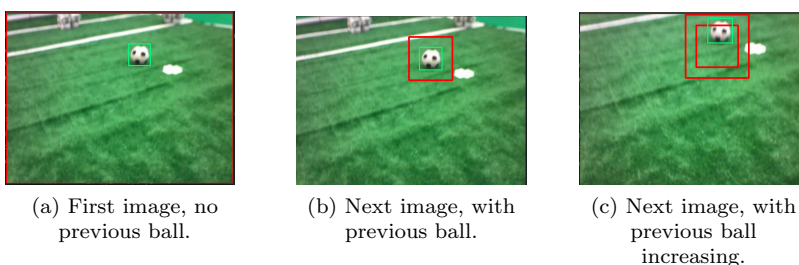 (a) First image, no
previous ball.
(b) Next image, with
previous ball.
(c) Next image, with
previous ball
increasing.